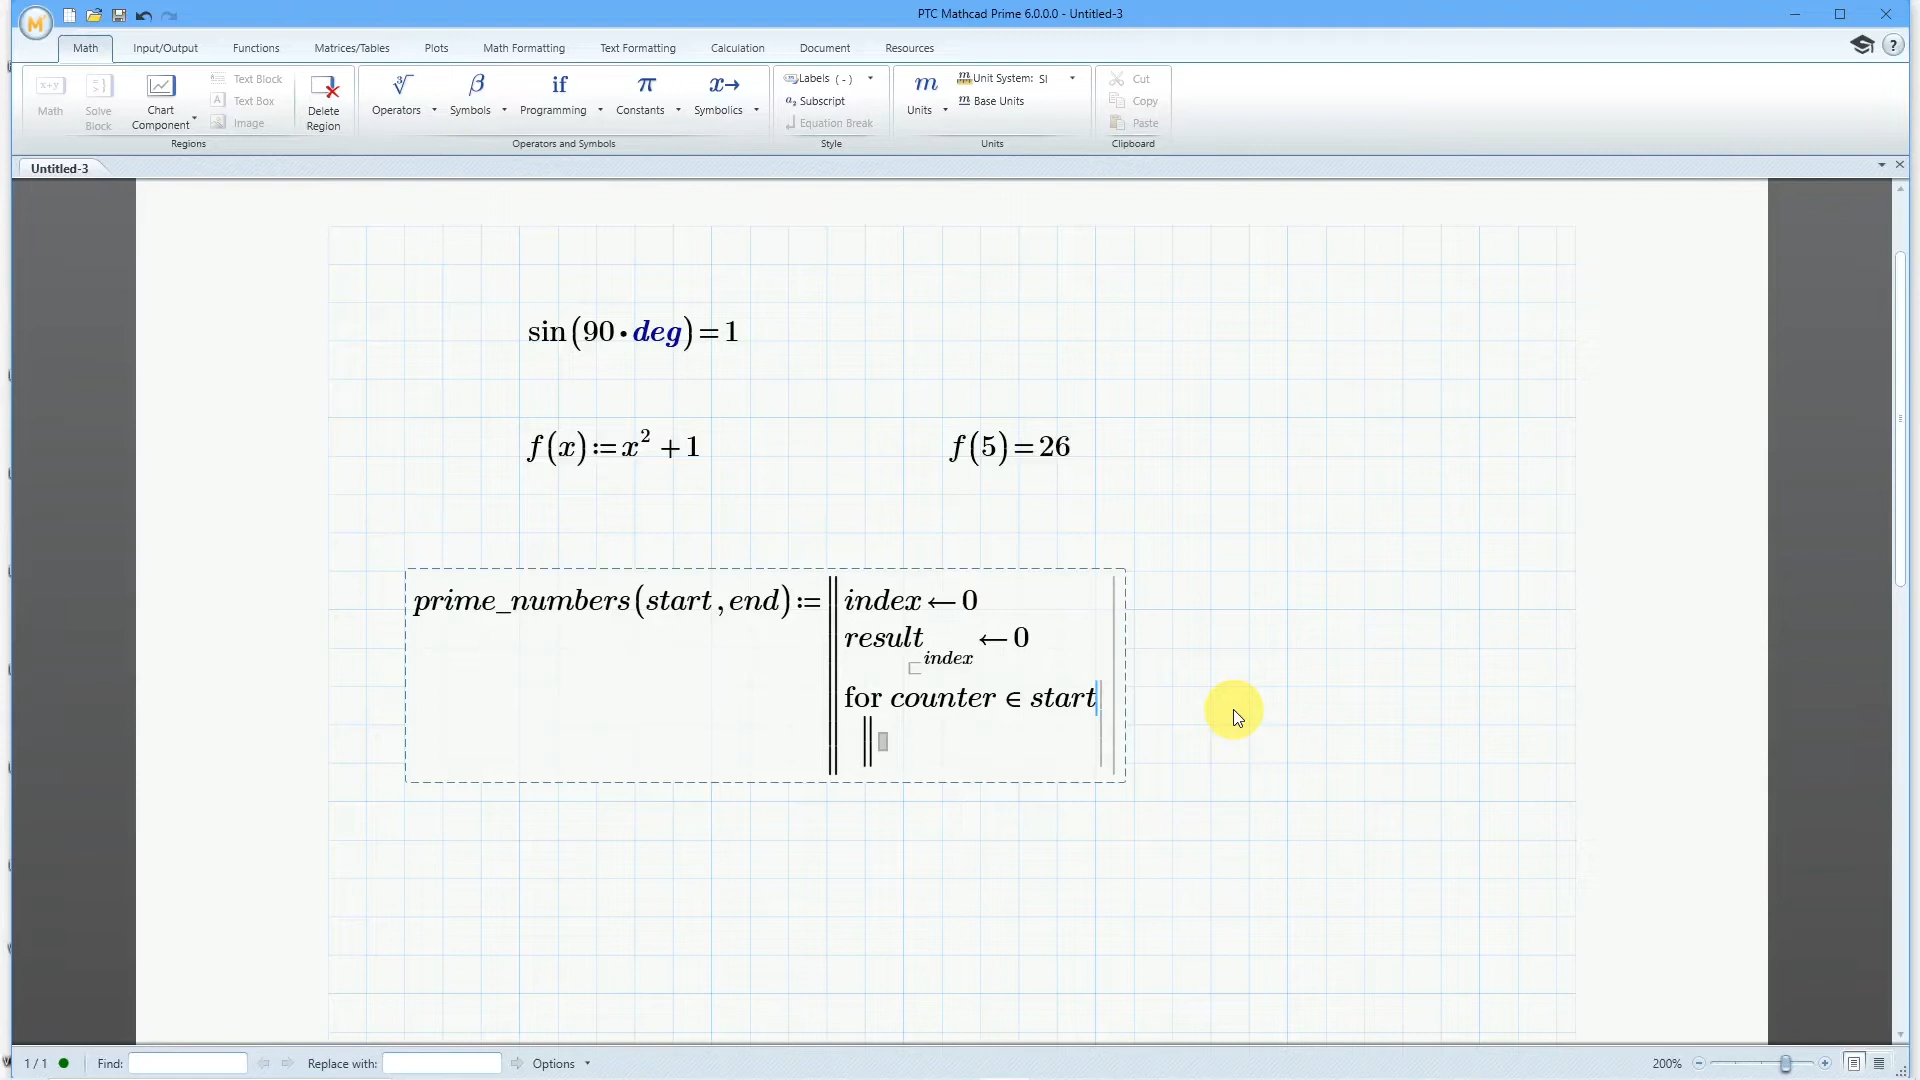 PTC Mathcad Prime 6.0.0.0 - Untitled-3
Math Input/Output Functions Matrices/Tables Plots Math Formatting Text Formatting Calculation Document Resources
Math
Solve Block
Chart Component
Text Block
Text Box
Image
Delete Region
Regions
Operators
Symbols
if
Programming
Constants
Symbolics
Operators and Symbols
Labels ( - )
Subscript
Equation Break
Style
Units
Unit System: SI
Base Units
Units
Cut
Copy
Paste
Clipboard
Untitled-3
sin(90·deg)=1
f(x):=x² +1
f(5)=26
prime_numbers(start,end):= index←0
result index ←0
for counter ∈ start
1 / 1 Find: Replace with: Options 200%